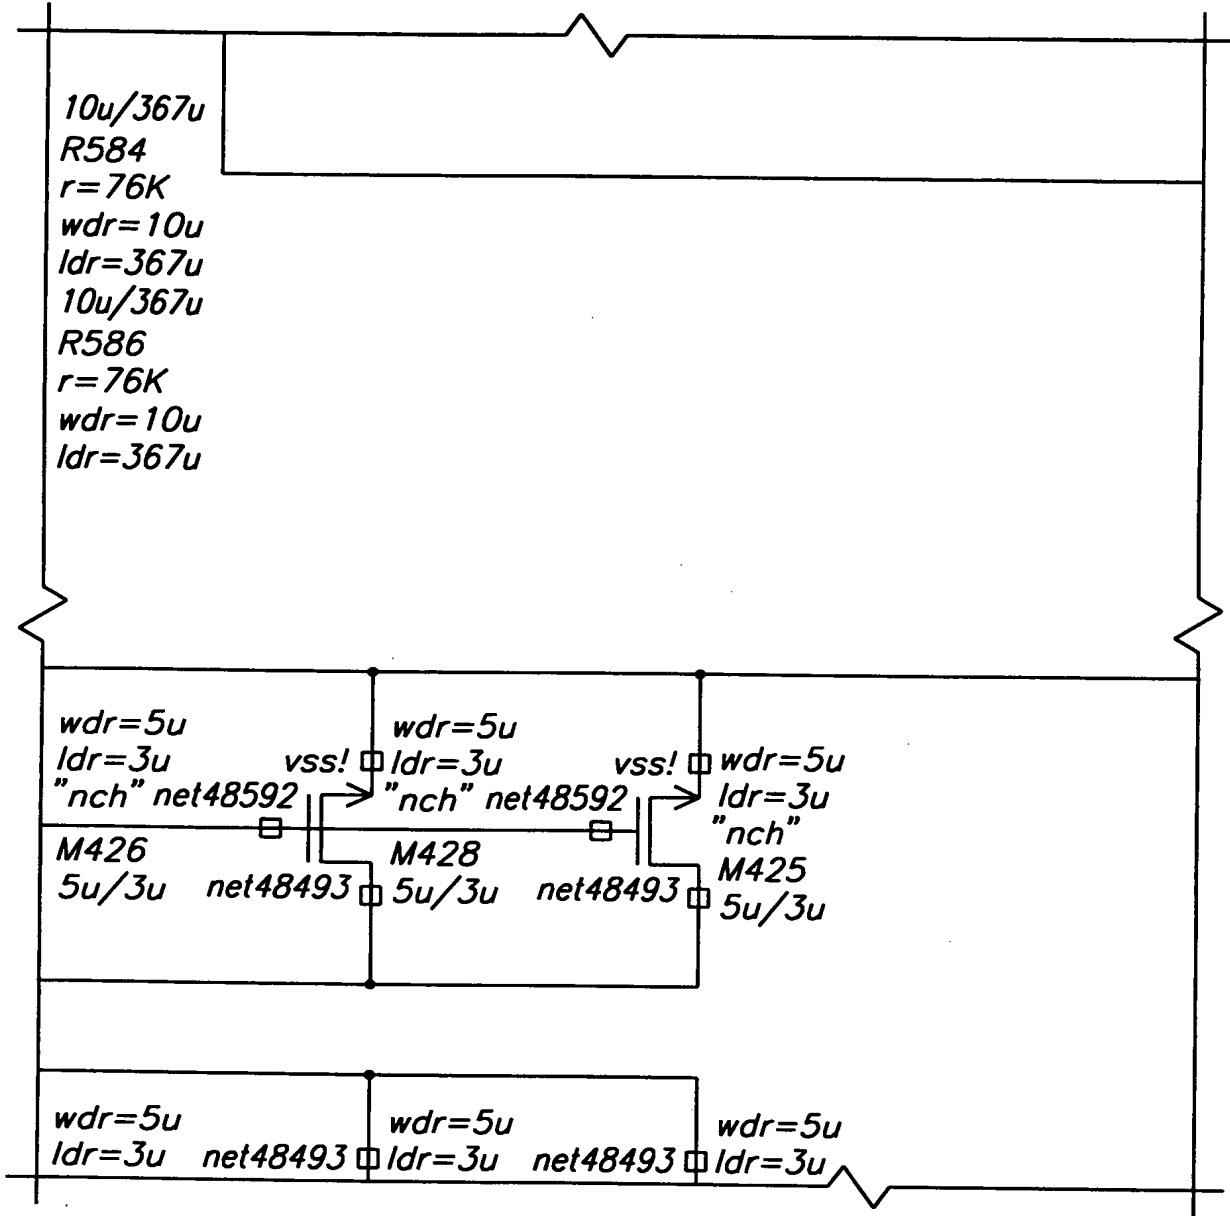 10u/367u
R584
r=76K
wdr=10u
ldr=367u
10u/367u
R586
r=76K
wdr=10u
ldr=367u
wdr=5u
ldr=3u
"nch"
M426
5u/3u
vss!
net48592
net48493
wdr=5u
ldr=3u
"nch"
M428
5u/3u
vss!
net48592
net48493
wdr=5u
ldr=3u
"nch"
M425
5u/3u
wdr=5u
ldr=3u
net48493
wdr=5u
ldr=3u
net48493
wdr=5u
ldr=3u